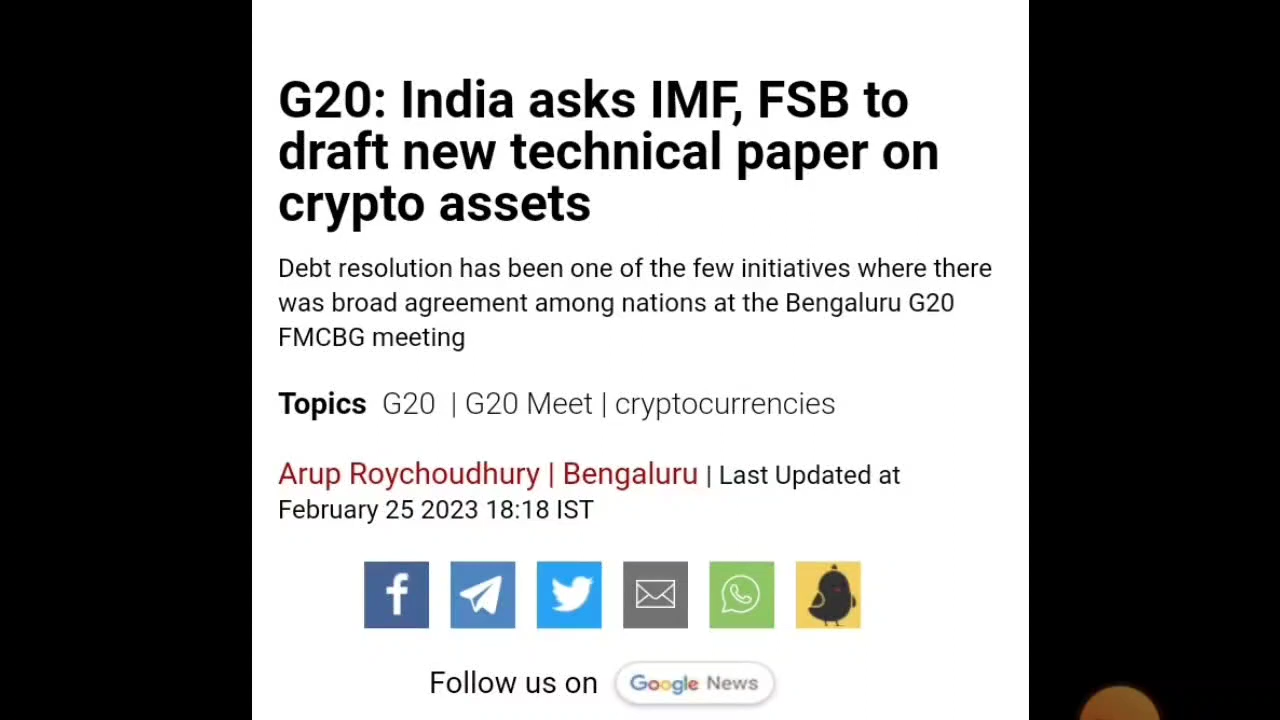 G20: India asks IMF, FSB to
draft new technical paper on
crypto assets
Debt resolution has been one of the few initiatives where there
was broad agreement among nations at the Bengaluru G20
FMCBG meeting
Topics G20 | G20 Meet | cryptocurrencies
Arup Roychoudhury | Bengaluru | Last Updated at
February 25 2023 18:18 IST
Follow us on Google News